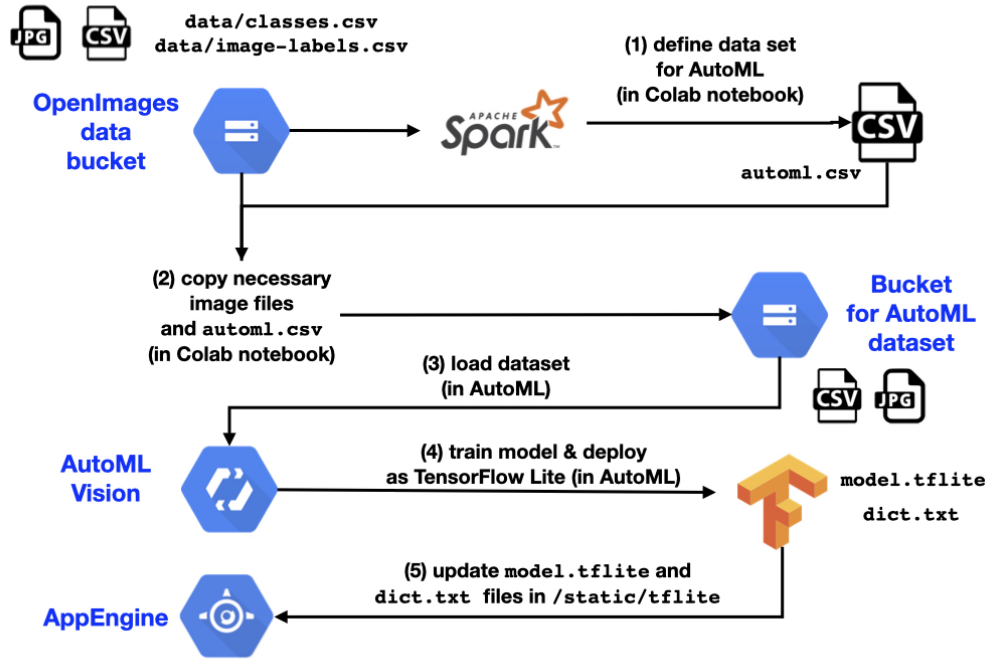 JPG
CSV
data/classes.csv
data/image-labels.csv
OpenImages
data
bucket
APACHE
Spark™
(1) define data set
for AutoML
(in Colab notebook)
CSV
automl.csv
(2) copy necessary
image files
and automl.csv
(in Colab notebook)
Bucket
for AutoML
dataset
(3) load dataset
(in AutoML)
CSV
JPG
AutoML
Vision
(4) train model & deploy
as TensorFlow Lite (in AutoML)
model.tflite
dict.txt
(5) update model.tflite and
dict.txt files in /static/tflite
AppEngine